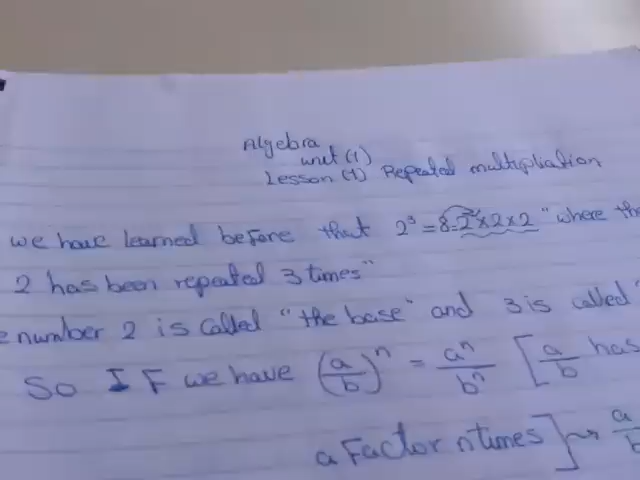 Algebra
unit (1)
Lesson (1) Repeated multipliation
we have learned before that 2³ = 8 = 2 × 2 × 2 "where the
2 has been repeated 3 times"
number 2 is called "the base" and 3 is called "
So IF we have (a/b)ⁿ = aⁿ/bⁿ [a/b has
a Factor n times] ⇝ a/b